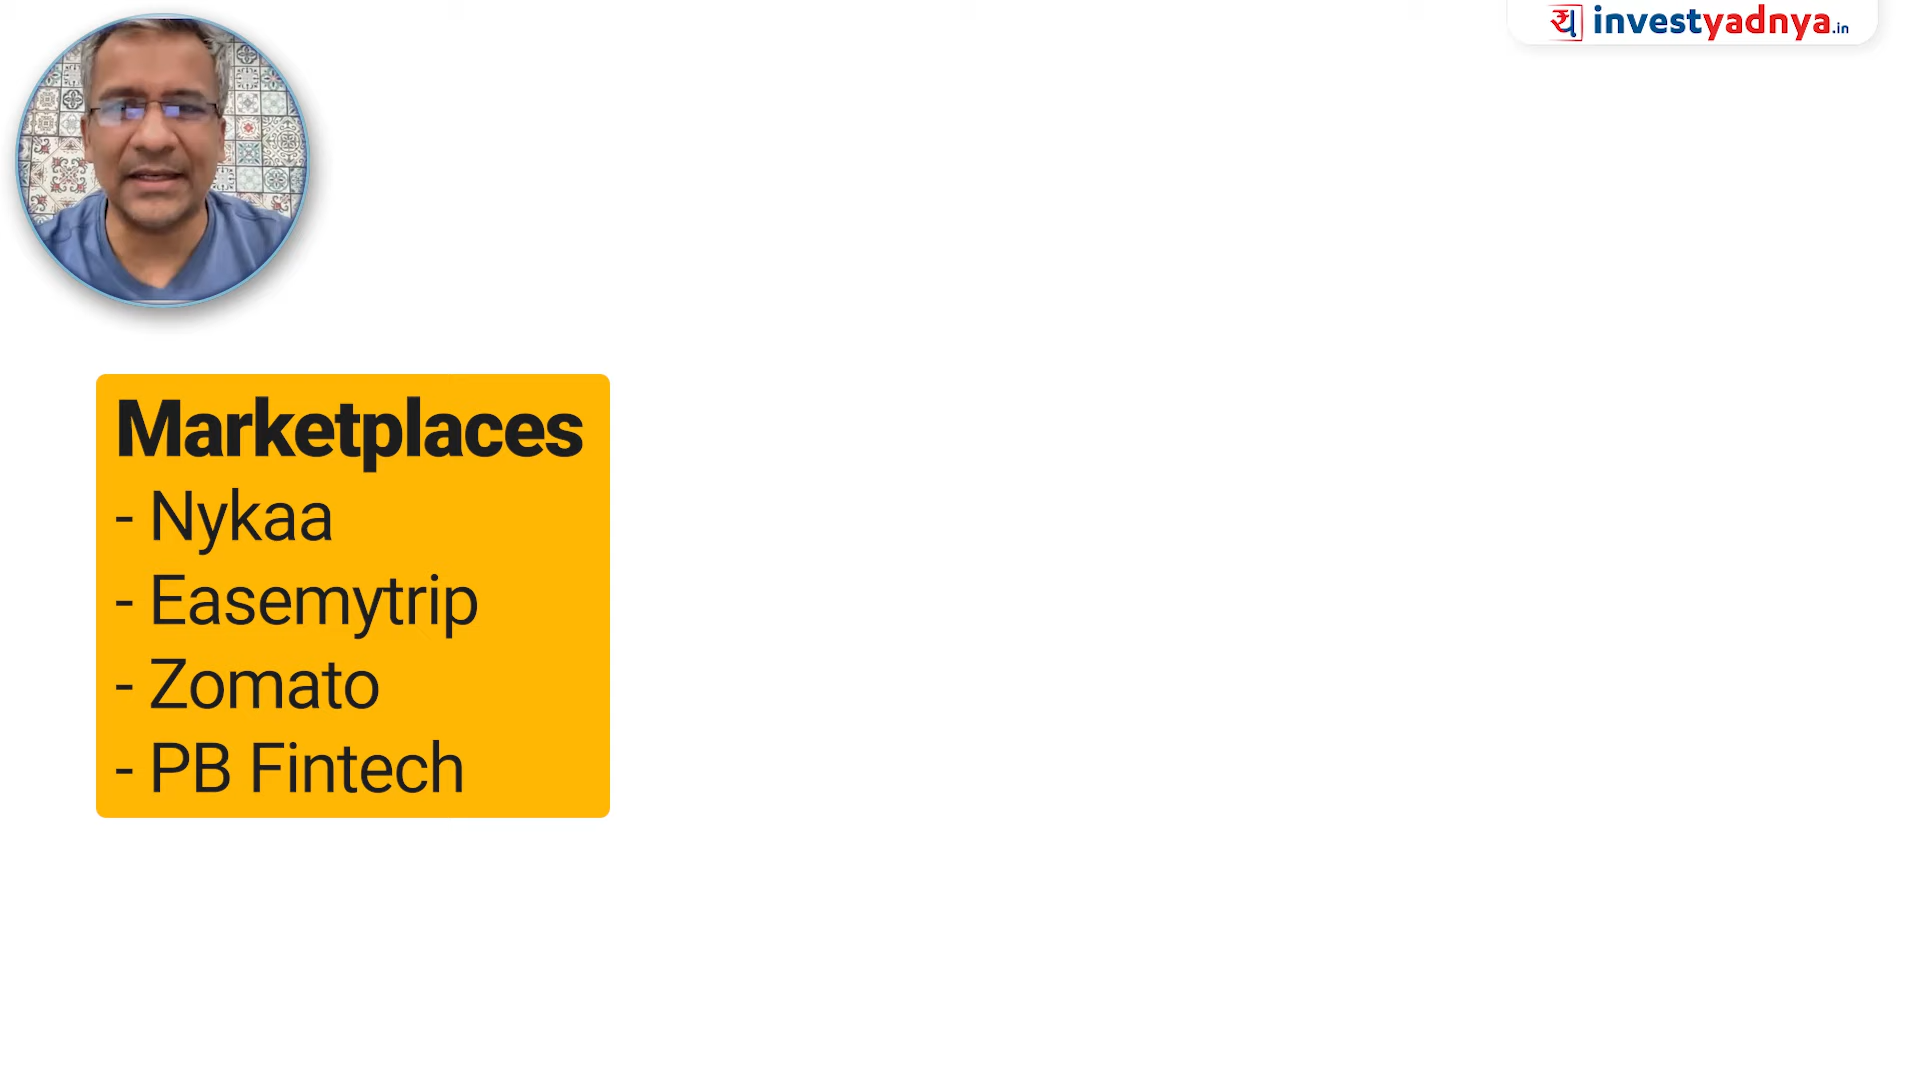 investyadnya.in
Marketplaces
- Nykaa
- Easemytrip
- Zomato
- PB Fintech